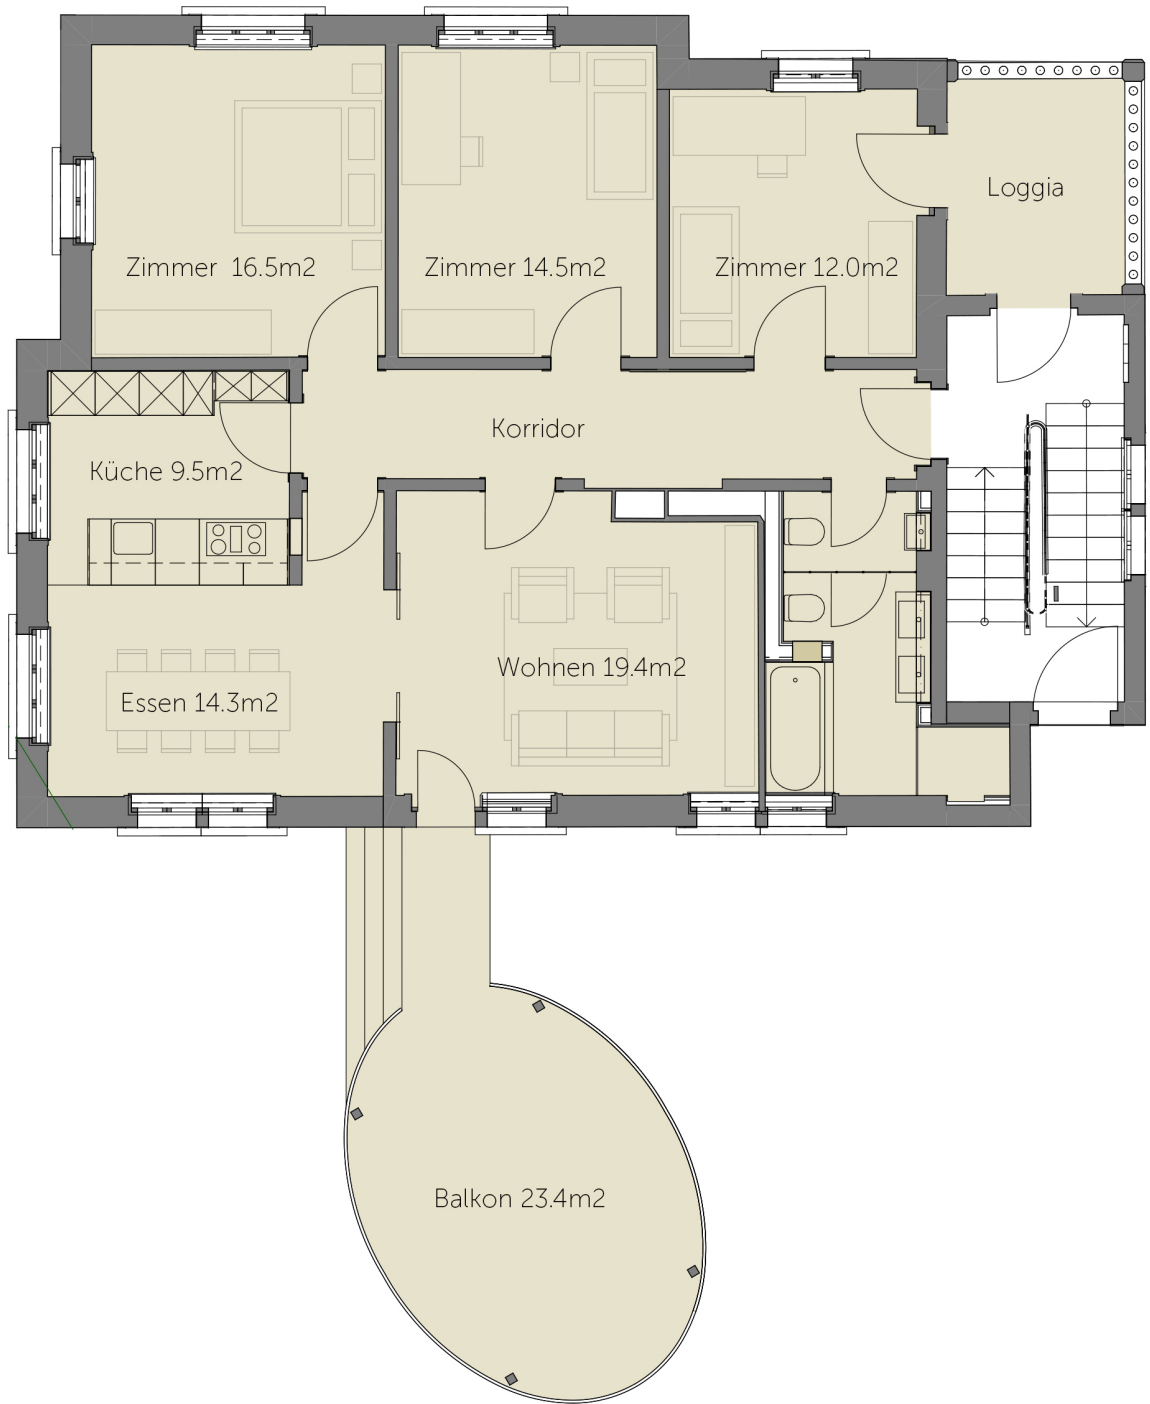 Loggia
Zimmer 16.5m2
Zimmer 14.5m2
Zimmer 12.0m2
Korridor
Küche 9.5m2
Wohnen 19.4m2
Essen 14.3m2
Balkon 23.4m2